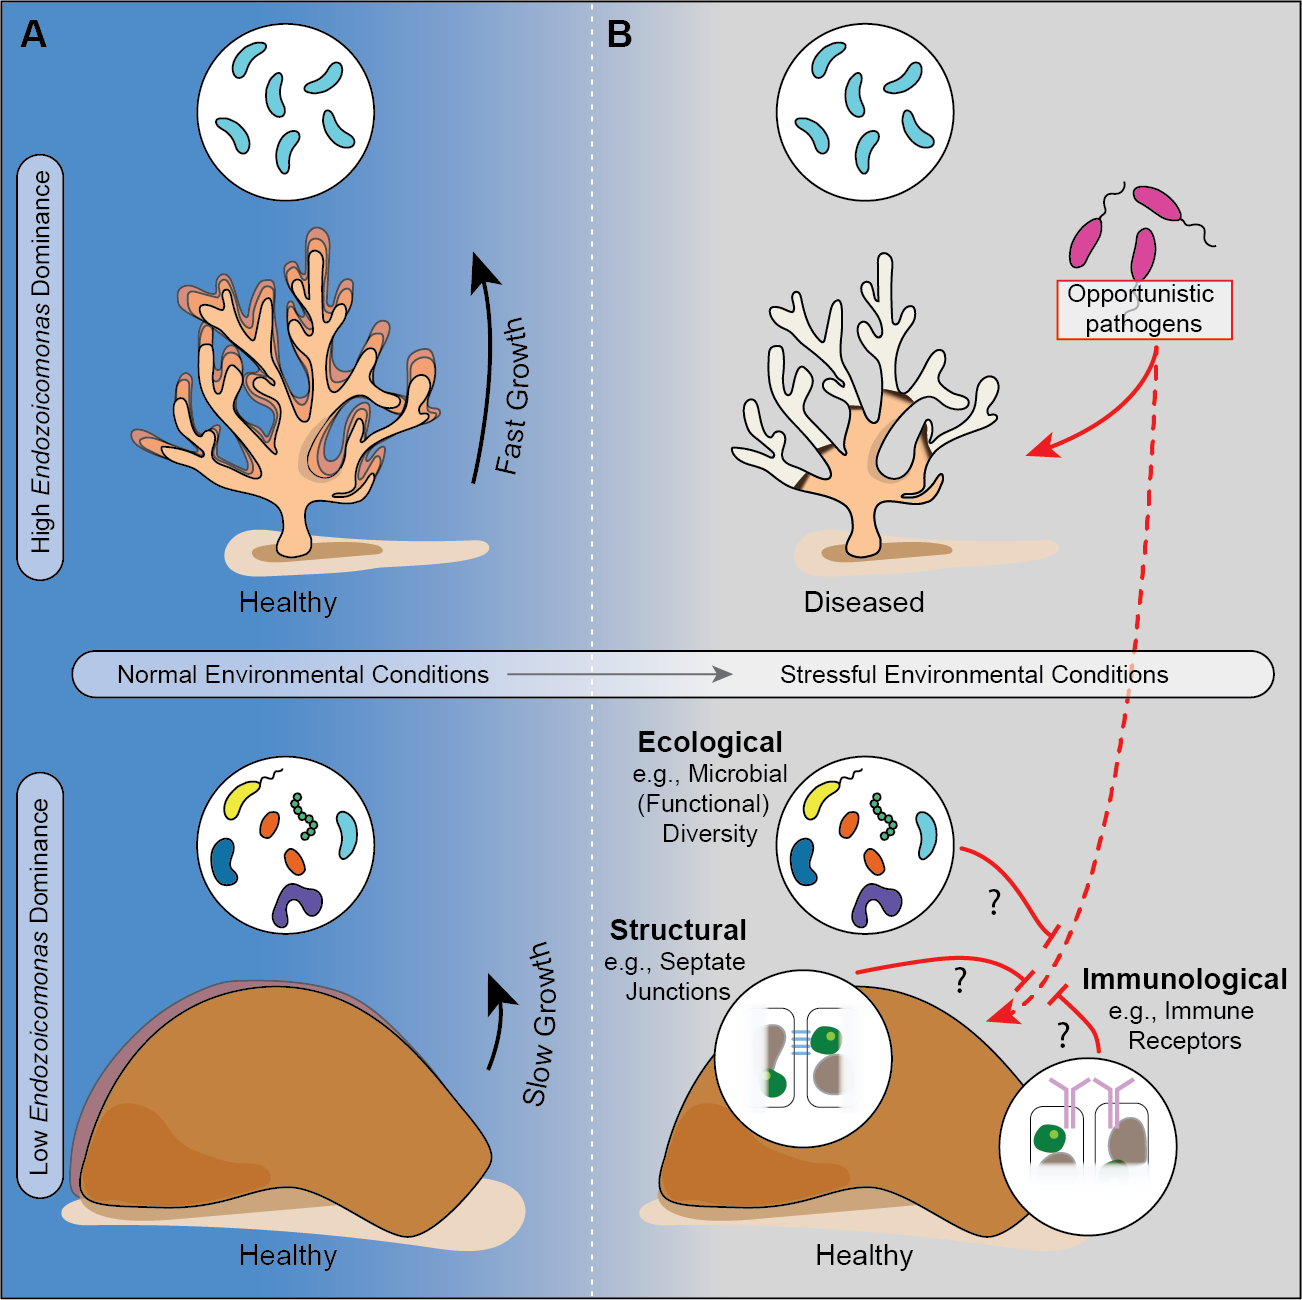 A
B
High Endozoicomonas Dominance
Fast Growth
Opportunistic
pathogens
Healthy
Diseased
Normal Environmental Conditions
Stressful Environmental Conditions
Low Endozoicomonas Dominance
Slow Growth
Ecological
e.g., Microbial
(Functional)
Diversity
?
Structural
e.g., Septate
Junctions
?
Immunological
e.g., Immune
Receptors
?
Healthy
Healthy